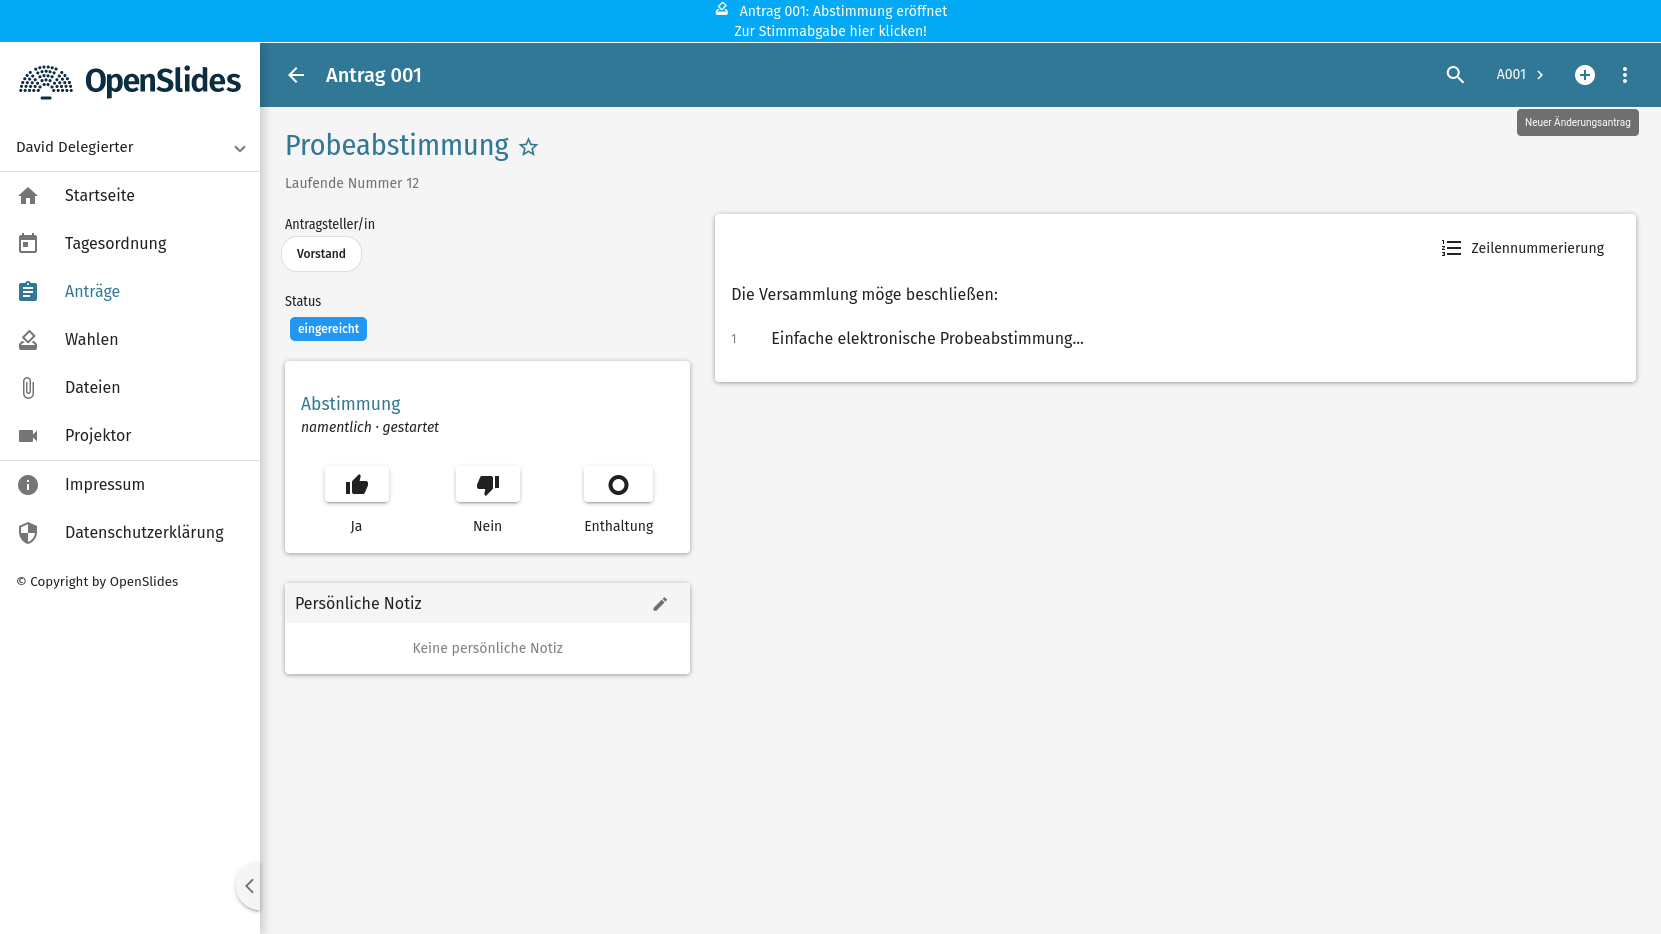 Antrag 001: Abstimmung eröffnet
Zur Stimmabgabe hier klicken!
OpenSlides
Antrag 001
A001
Neuer Änderungsantrag
David Delegierter
Startseite
Tagesordnung
Anträge
Wahlen
Dateien
Projektor
Impressum
Datenschutzerklärung
© Copyright by OpenSlides
Probeabstimmung
Laufende Nummer 12
Antragsteller/in
Vorstand
Status
eingereicht
Abstimmung
namentlich · gestartet
Ja
Nein
Enthaltung
Persönliche Notiz
Keine persönliche Notiz
Zeilennummerierung
Die Versammlung möge beschließen:
1 Einfache elektronische Probeabstimmung...